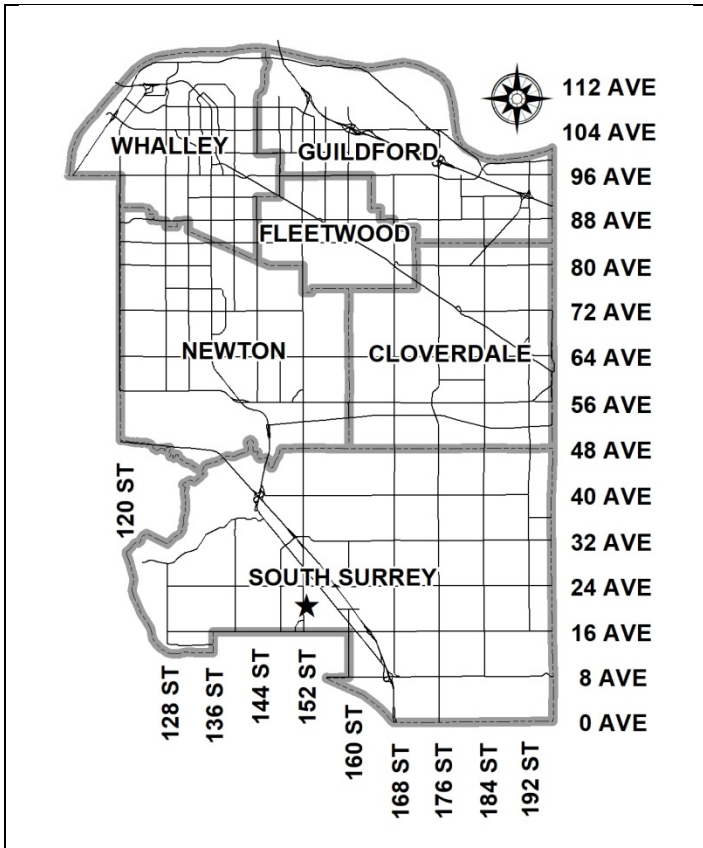 112 AVE
104 AVE
WHALLEY
GUILDFORD
96 AVE
88 AVE
FLEETWOOD
80 AVE
72 AVE
NEWTON
CLOVERDALE
64 AVE
56 AVE
48 AVE
120 ST
40 AVE
32 AVE
SOUTH SURREY
24 AVE
16 AVE
128 ST
136 ST
144 ST
152 ST
160 ST
8 AVE
0 AVE
168 ST
176 ST
184 ST
192 ST